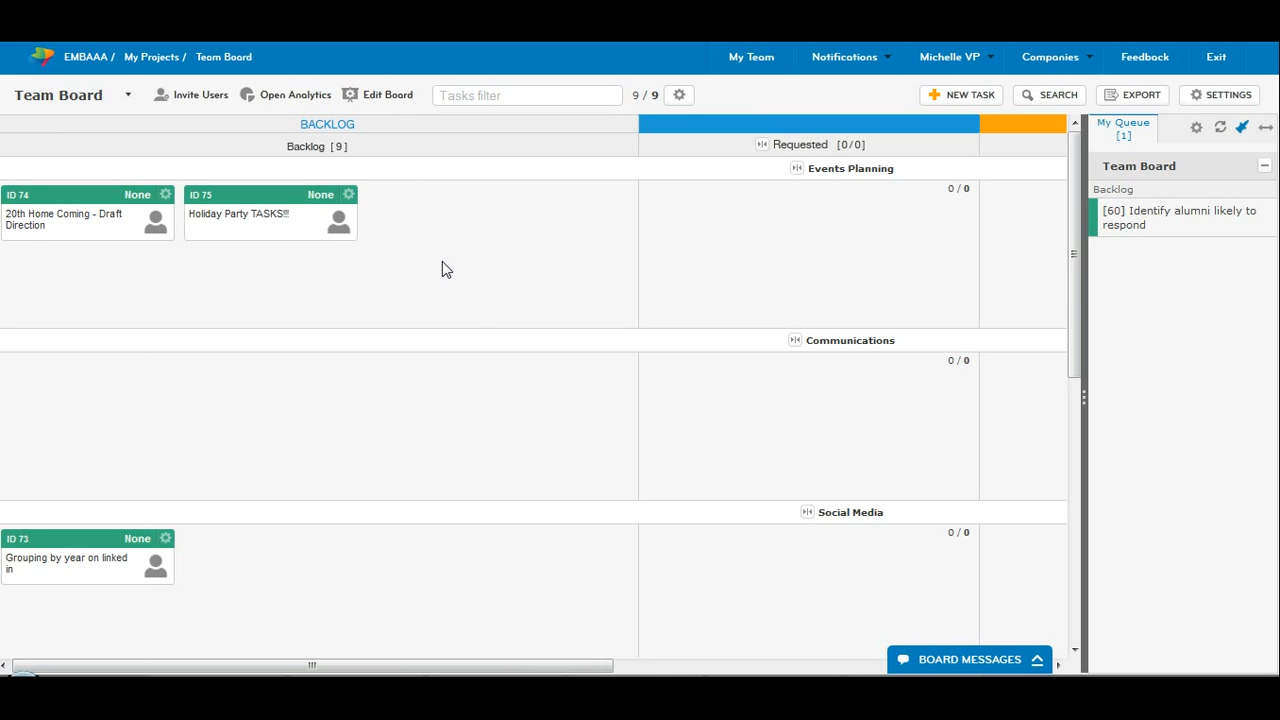 EMBAAA / My Projects / Team Board
My Team
Notifications
Michelle VP
Companies
Feedback
Exit
Team Board
Invite Users
Open Analytics
Edit Board
Tasks filter
9 / 9
NEW TASK
SEARCH
EXPORT
SETTINGS
BACKLOG
Backlog [ 9 ]
Requested [0/0]
Events Planning
ID 74 None
20th Home Coming - Draft
Direction
ID 75 None
Holiday Party TASKS!!!
0 / 0
Communications
0 / 0
Social Media
ID 73 None
Grouping by year on linked
in
0 / 0
BOARD MESSAGES
My Queue
[1]
Team Board
Backlog
[60] Identify alumni likely to
respond